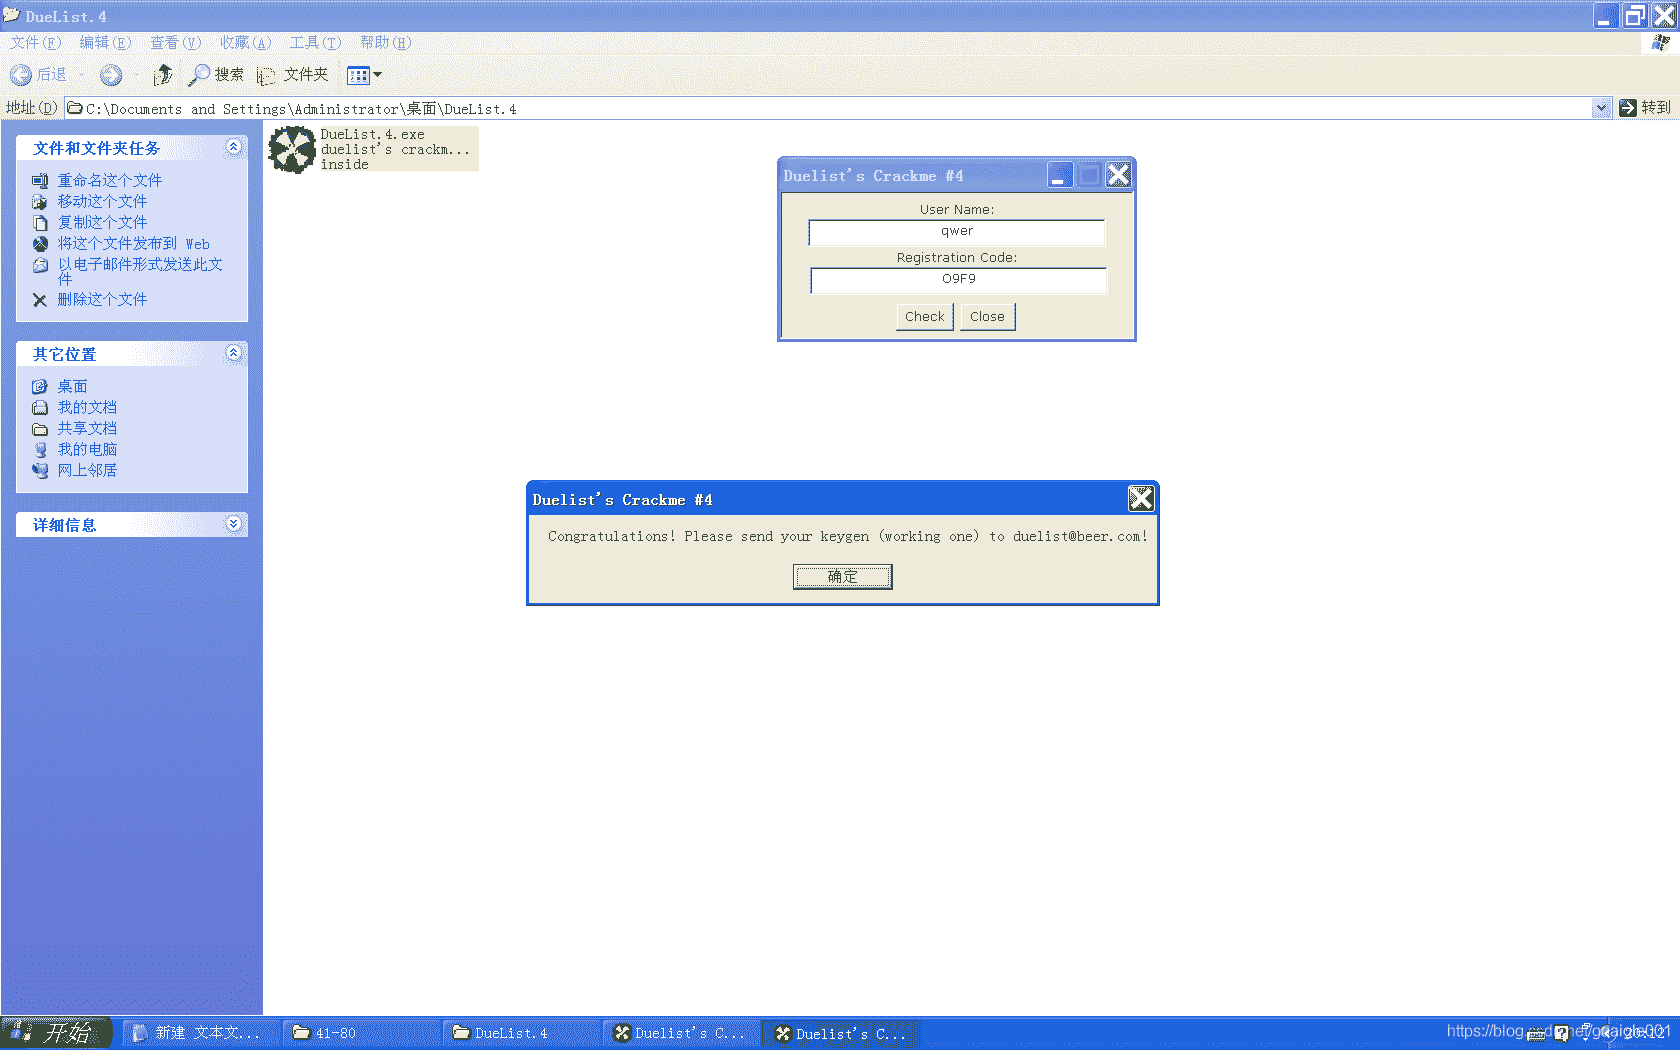 DueList.4
文件(F) 编辑(E) 查看(V) 收藏(A) 工具(T) 帮助(H)
后退 搜索 文件夹
地址(D) C:\Documents and Settings\Administrator\桌面\DueList.4 转到
文件和文件夹任务
重命名这个文件
移动这个文件
复制这个文件
将这个文件发布到 Web
以电子邮件形式发送此文
件
删除这个文件
其它位置
桌面
我的文档
共享文档
我的电脑
网上邻居
详细信息
DueList.4.exe
duelist's crackm...
inside
Duelist's Crackme #4
User Name:
qwer
Registration Code:
O9F9
Check Close
Duelist's Crackme #4
Congratulations! Please send your keygen (working one) to duelist@beer.com!
确定
开始 新建 文本文... 41-80 DueList.4 Duelist's C... Duelist's C...